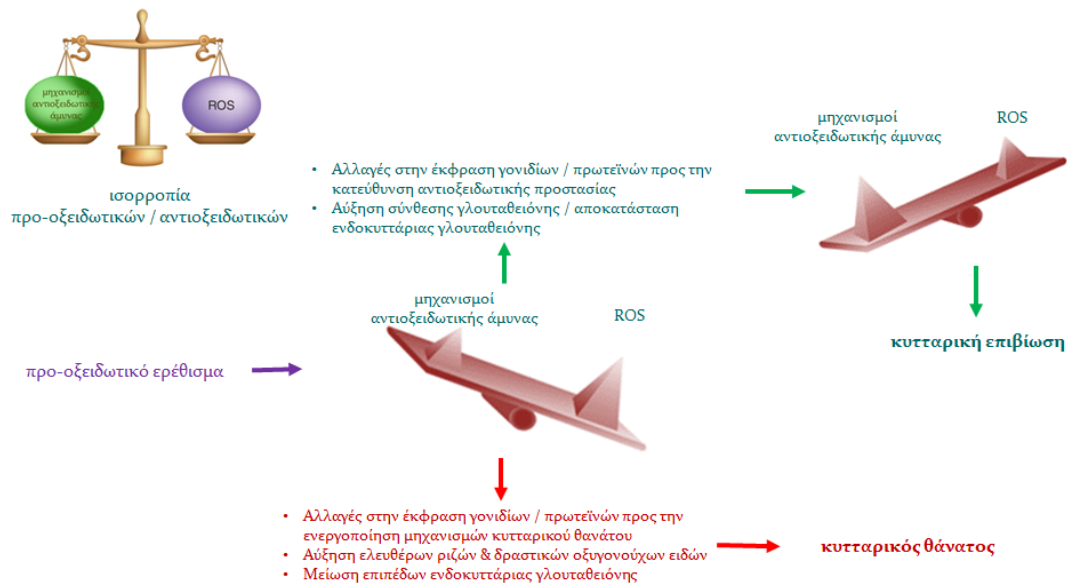 μηχανισμοί
αντιοξειδωτικής
άμυνας
ROS
ισορροπία
προ-οξειδωτικών / αντιοξειδωτικών
• Αλλαγές στην έκφραση γονιδίων / πρωτεϊνών προς την
κατεύθυνση αντιοξειδωτικής προστασίας
• Αύξηση σύνθεσης γλουταθειόνης / αποκατάσταση
ενδοκυττάριας γλουταθειόνης
μηχανισμοί
αντιοξειδωτικής άμυνας
ROS
κυτταρική επιβίωση
μηχανισμοί
αντιοξειδωτικής άμυνας
ROS
προ-οξειδωτικό ερέθισμα
• Αλλαγές στην έκφραση γονιδίων / πρωτεϊνών προς την
ενεργοποίηση μηχανισμών κυτταρικού θανάτου
• Αύξηση ελευθέρων ριζών & δραστικών οξυγονούχων ειδών
• Μείωση επιπέδων ενδοκυττάριας γλουταθειόνης
κυτταρικός θάνατος